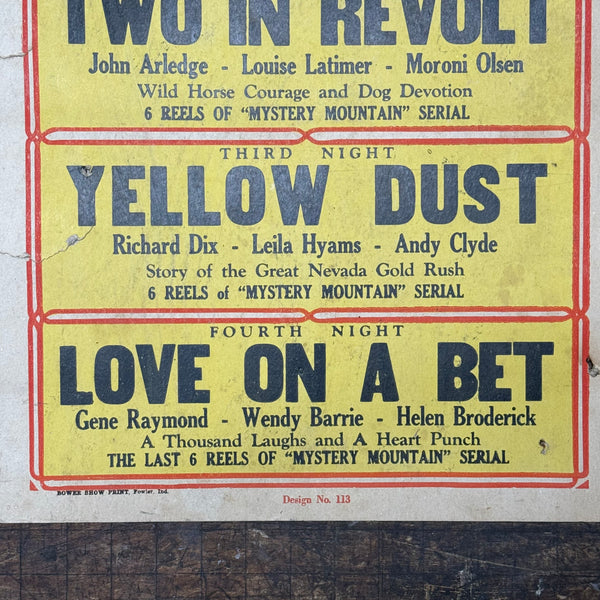 TWO IN REVOLT
John Arledge - Louise Latimer - Moroni Olsen
Wild Horse Courage and Dog Devotion
6 REELS OF "MYSTERY MOUNTAIN" SERIAL
THIRD NIGHT
YELLOW DUST
Richard Dix - Leila Hyams - Andy Clyde
Story of the Great Nevada Gold Rush
6 REELS of "MYSTERY MOUNTAIN" SERIAL
FOURTH NIGHT
LOVE ON A BET
Gene Raymond - Wendy Barrie - Helen Broderick
A Thousand Laughs and A Heart Punch
THE LAST 6 REELS OF "MYSTERY MOUNTAIN" SERIAL
BOWER SHOW PRINT, Fowler, Ind.
Design No. 113